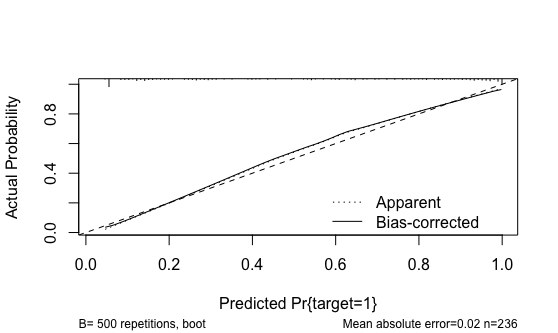 Actual Probability
0.0
0.4
0.8
Apparent
Bias-corrected
0.0 0.2 0.4 0.6 0.8 1.0
Predicted Pr{target=1}
B= 500 repetitions, boot
Mean absolute error=0.02 n=236